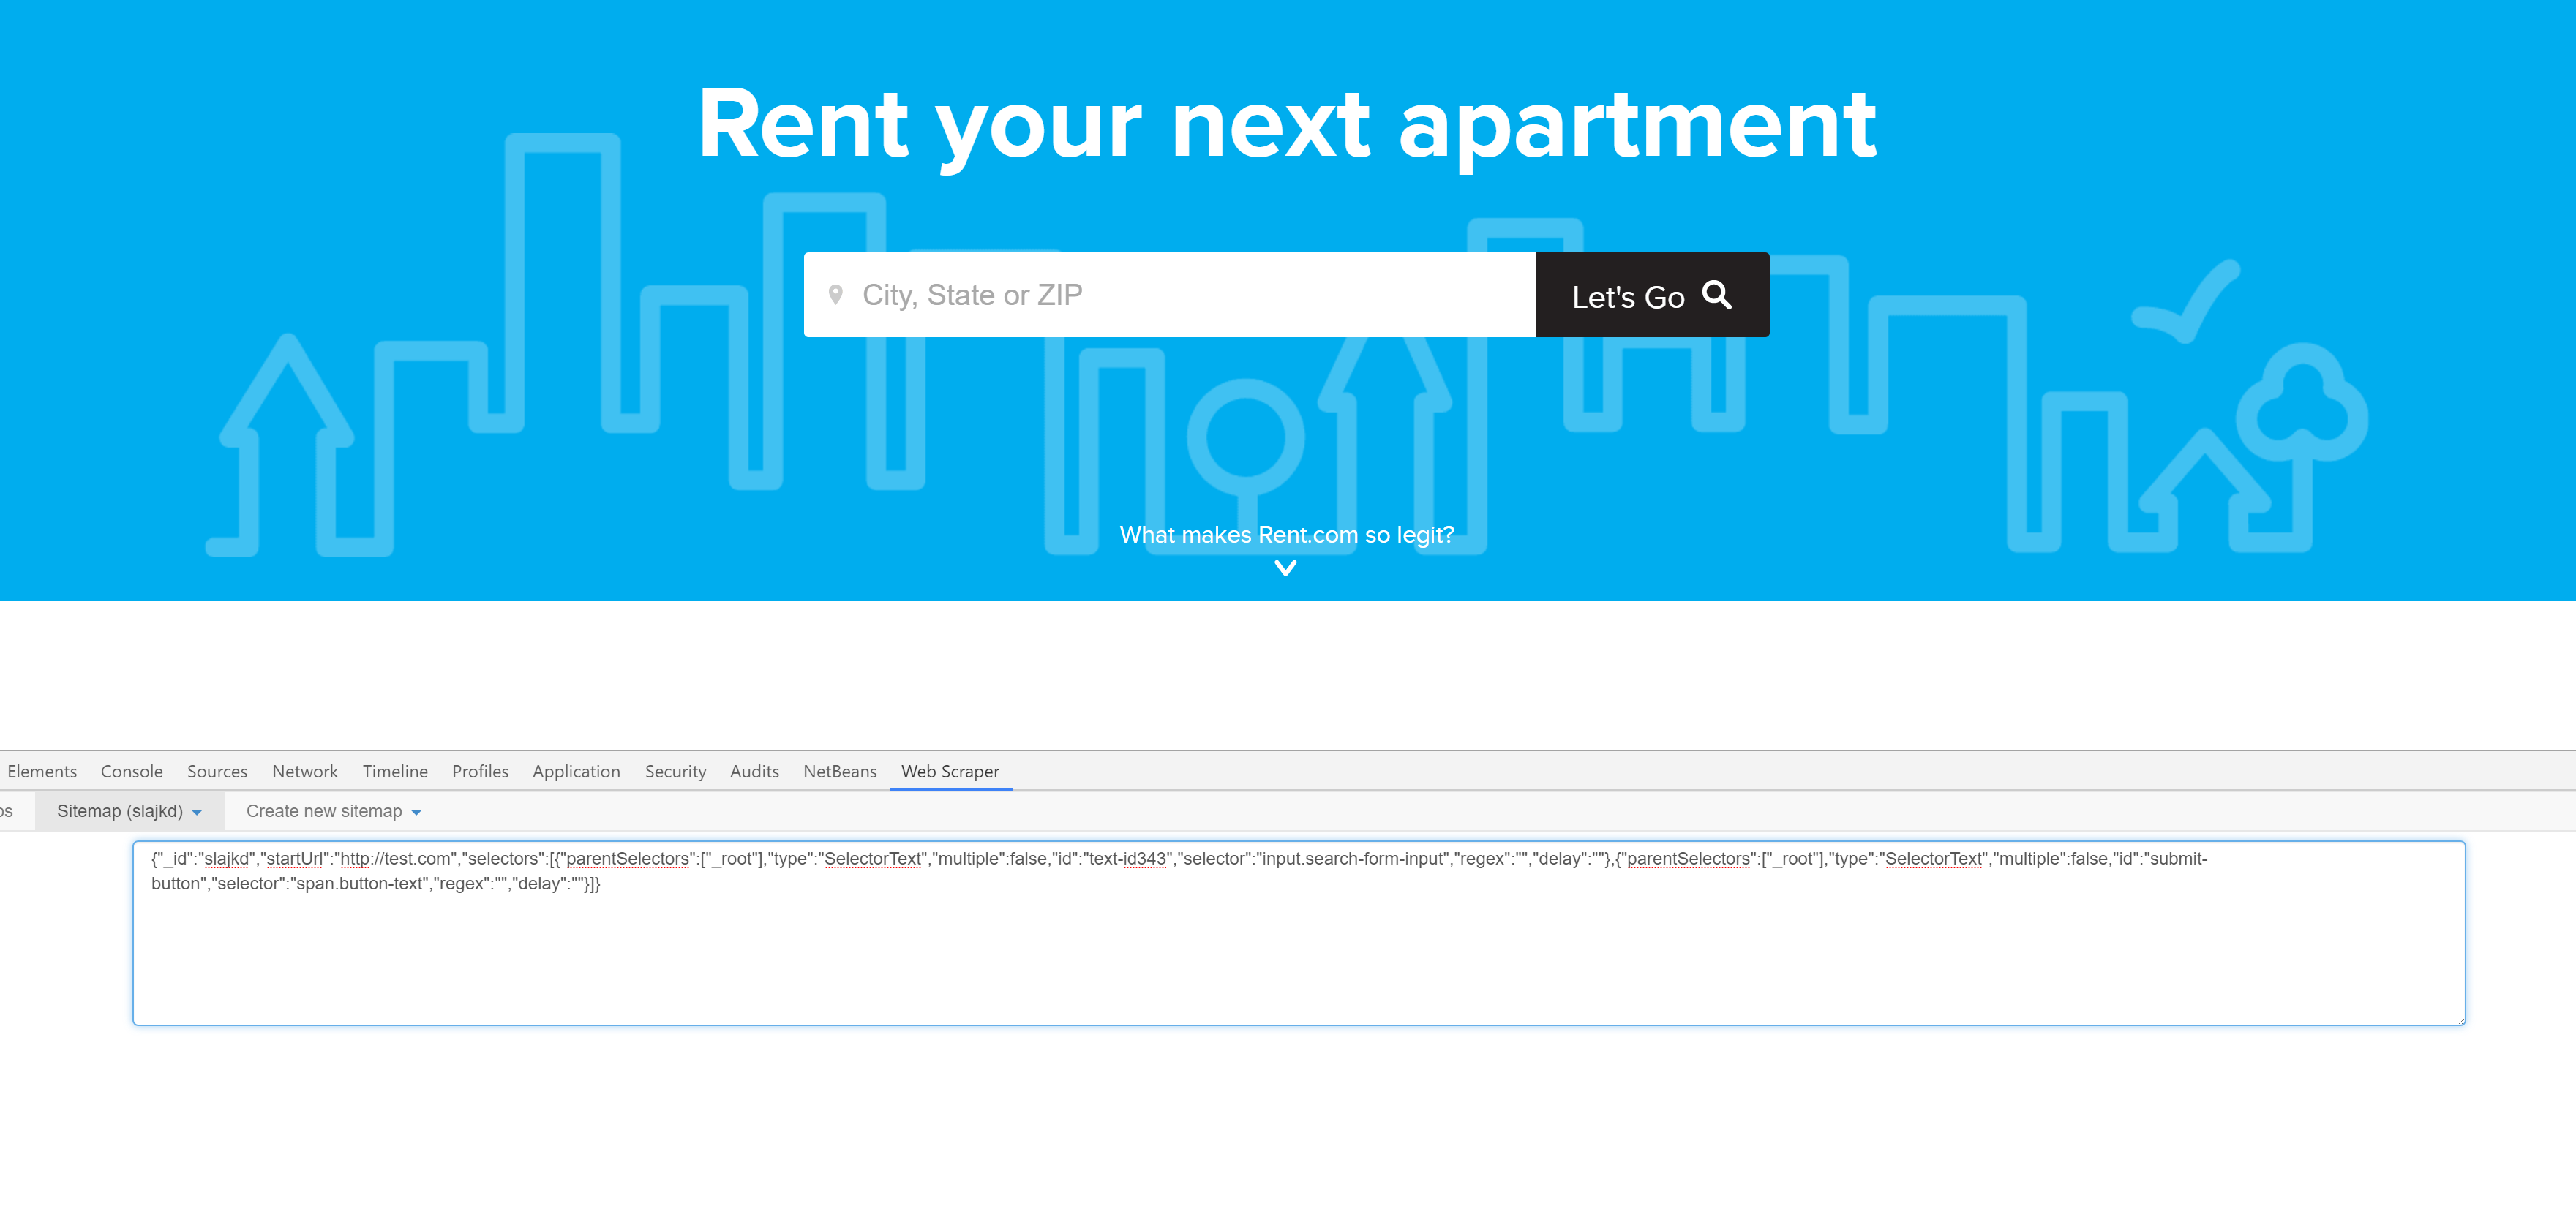 Rent your next apartment
City, State or ZIP
Let's Go
What makes Rent.com so legit?
Elements Console Sources Network Timeline Profiles Application Security Audits NetBeans Web Scraper
Sitemap (slajkd) Create new sitemap
{"_id":"slajkd","startUrl":"http://test.com","selectors":[{"parentSelectors":["_root"],"type":"SelectorText","multiple":false,"id":"text-id343","selector":"input.search-form-input","regex":"","delay":""},{"parentSelectors":["_root"],"type":"SelectorText","multiple":false,"id":"submit-
button","selector":"span.button-text","regex":"","delay":""}]}